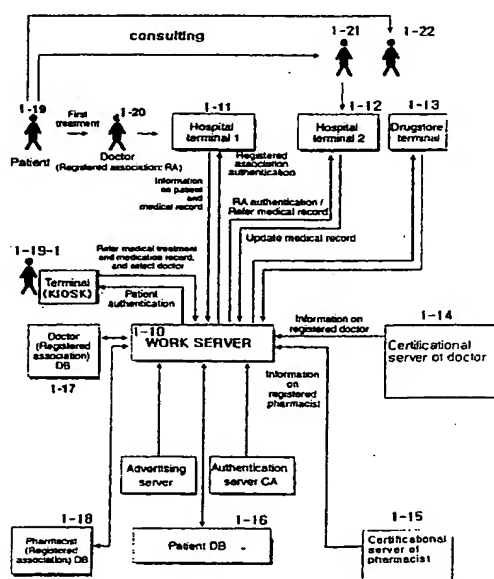 consulting
1-21
1-22
1-19
1-20
1-11
1-12
1-13
First
treatment
Hospital
terminal 1
Hospital
terminal 2
Drugstore
terminal
Patient
Doctor
(Registered association: RA)
Registered
association
authentication
Information
on patient
and
medical record
RA authentication/
Refer medical record
Update medical record
1-19-1
Refer medical treatment
and medication record,
and select doctor
Terminal
(KIOSK)
Patient
authentication
1-10
WORK SERVER
Information on
registered doctor
1-14
Certificational
server of doctor
Doctor
(Registered
association)
DB
1-17
Information
on
registered
pharmacist
Advertising
server
Authentication
server CA
1-18
Pharmacist
(Registered
association) DB
1-16
Patient DB
1-15
Certificational
server of
pharmacist